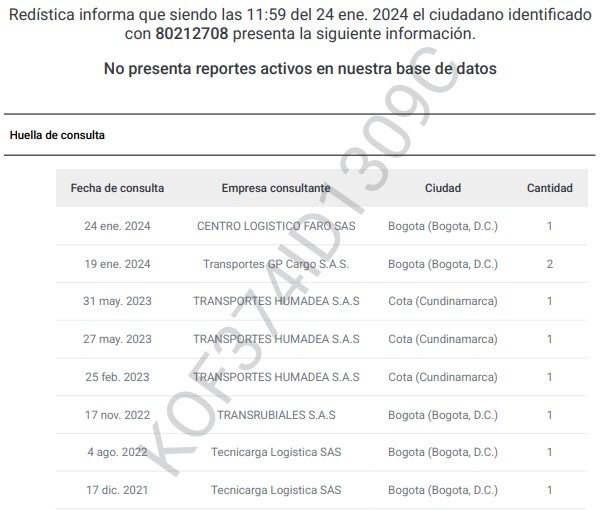 Redística informa que siendo las 11:59 del 24 ene. 2024 el ciudadano identificado
con 80212708 presenta la siguiente información.
No presenta reportes activos en nuestra base de datos
Huella de consulta
Fecha de consulta Empresa consultante Ciudad Cantidad
24 ene. 2024 CENTRO LOGISTICO FARO SAS Bogota (Bogota, D.C.) 1
19 ene. 2024 Transportes GP Cargo S.A.S. Bogota (Bogota, D.C.) 2
31 may. 2023 TRANSPORTES HUMADEA S.A.S Cota (Cundinamarca) 1
27 may. 2023 TRANSPORTES HUMADEA S.A.S Cota (Cundinamarca) 1
25 feb. 2023 TRANSPORTES HUMADEA S.A.S Cota (Cundinamarca) 1
17 nov. 2022 TRANSRUBIALES S.A.S Bogota (Bogota, D.C.) 1
4 ago. 2022 Tecnicarga Logistica SAS Bogota (Bogota, D.C.) 1
17 dic. 2021 Tecnicarga Logistica SAS Bogota (Bogota, D.C.) 1
K0F374ID1309C